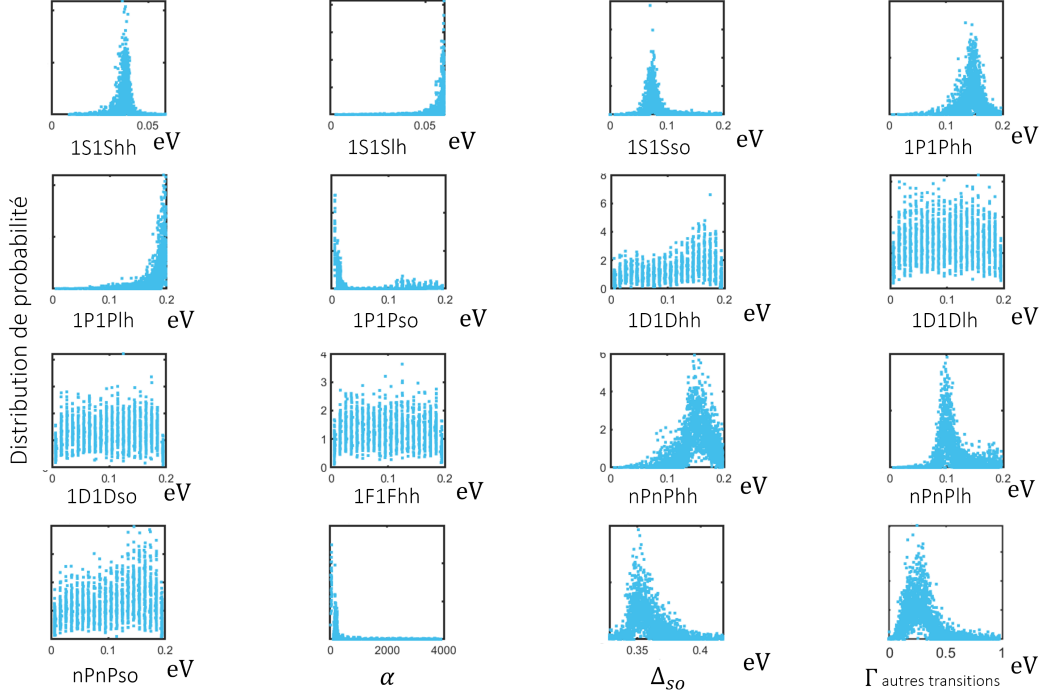 Distribution de probabilité
0 0.05 eV
1S1Shh
0 0.05 eV
1S1Slh
0 0.1 0.2 eV
1S1Sso
0 0.1 0.2 eV
1P1Phh
0 0.1 0.2 eV
1P1Plh
0 0.1 0.2 eV
1P1Pso
8
6
4
2
0
0 0.1 0.2 eV
1D1Dhh
0 0.1 0.2 eV
1D1Dlh
0 0.1 0.2 eV
1D1Dso
4
3
2
1
0
0 0.1 0.2 eV
1F1Fhh
6
4
2
0
0 0.1 0.2 eV
nPnPhh
0 0.1 0.2 eV
nPnPlh
0 0.1 0.2 eV
nPnPso
0 2000 4000
α
0.35 0.4 eV
Δso
0 0.5 1 eV
Γ autres transitions